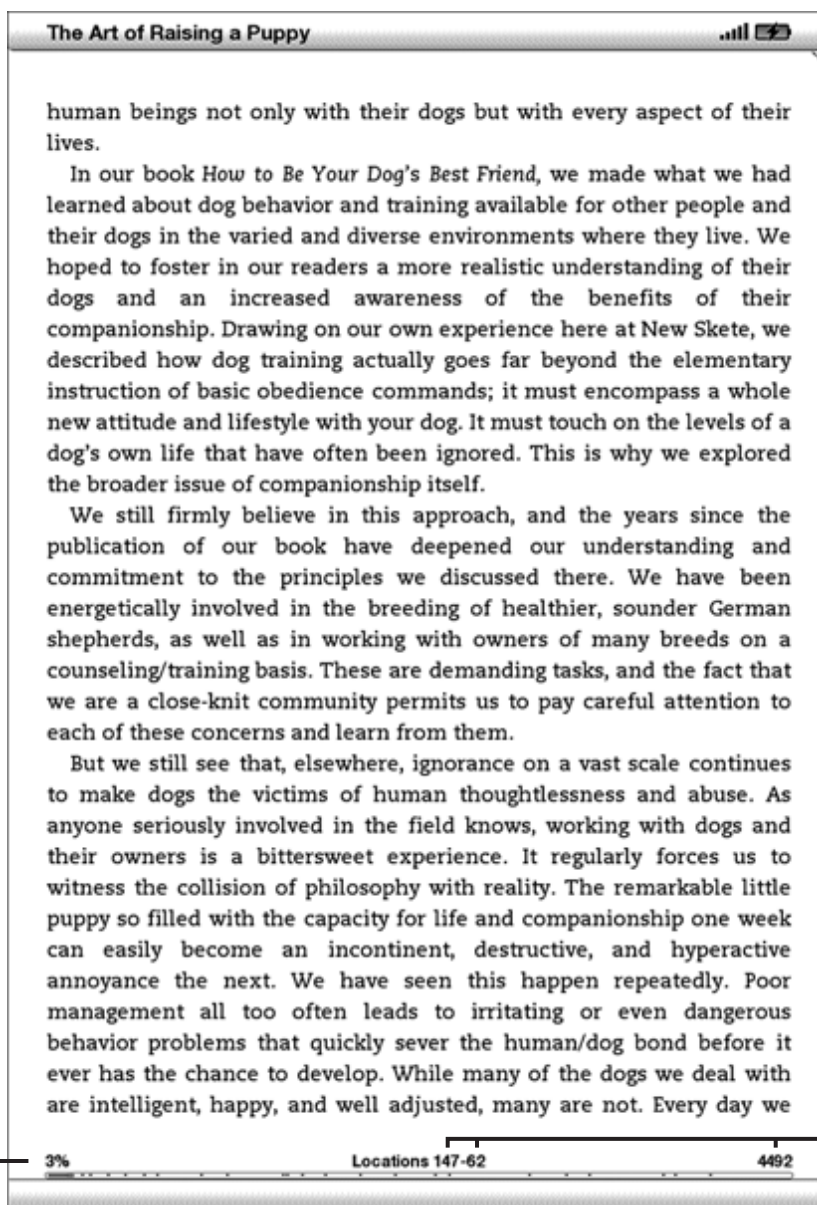 The Art of Raising a Puppy
human beings not only with their dogs but with every aspect of their
lives.
In our book How to Be Your Dog's Best Friend, we made what we had
learned about dog behavior and training available for other people and
their dogs in the varied and diverse environments where they live. We
hoped to foster in our readers a more realistic understanding of their
dogs and an increased awareness of the benefits of their
companionship. Drawing on our own experience here at New Skete, we
described how dog training actually goes far beyond the elementary
instruction of basic obedience commands; it must encompass a whole
new attitude and lifestyle with your dog. It must touch on the levels of a
dog's own life that have often been ignored. This is why we explored
the broader issue of companionship itself.
We still firmly believe in this approach, and the years since the
publication of our book have deepened our understanding and
commitment to the principles we discussed there. We have been
energetically involved in the breeding of healthier, sounder German
shepherds, as well as in working with owners of many breeds on a
counseling/training basis. These are demanding tasks, and the fact that
we are a close-knit community permits us to pay careful attention to
each of these concerns and learn from them.
But we still see that, elsewhere, ignorance on a vast scale continues
to make dogs the victims of human thoughtlessness and abuse. As
anyone seriously involved in the field knows, working with dogs and
their owners is a bittersweet experience. It regularly forces us to
witness the collision of philosophy with reality. The remarkable little
puppy so filled with the capacity for life and companionship one week
can easily become an incontinent, destructive, and hyperactive
annoyance the next. We have seen this happen repeatedly. Poor
management all too often leads to irritating or even dangerous
behavior problems that quickly sever the human/dog bond before it
ever has the chance to develop. While many of the dogs we deal with
are intelligent, happy, and well adjusted, many are not. Every day we
3% Locations 147-62 4492